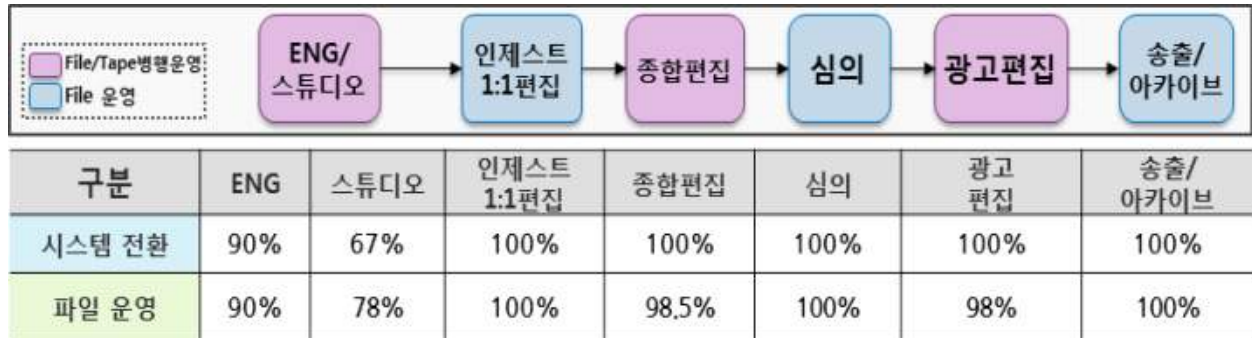 File/Tape병행운영
File 운영
ENG/
스튜디오
인제스트
1:1편집
종합편집
심의
광고편집
송출/
아카이브
구분 ENG 스튜디오 인제스트 1:1편집 종합편집 심의 광고 편집 송출/ 아카이브
시스템 전환 90% 67% 100% 100% 100% 100% 100%
파일 운영 90% 78% 100% 98.5% 100% 98% 100%